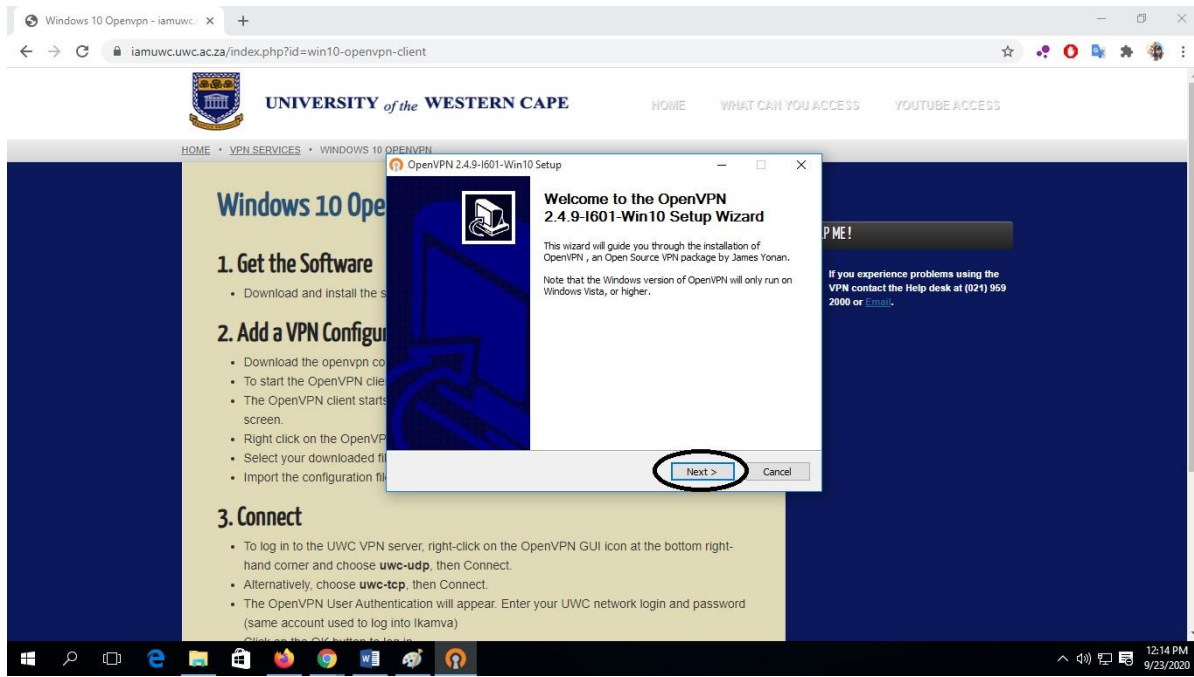 Windows 10 Openvpn - iamuwc.
iamuwc.uwc.ac.za/index.php?id=win10-openvpn-client
UNIVERSITY of the WESTERN CAPE
HOME WHAT CAN YOU ACCESS YOUTUBE ACCESS
HOME • VPN SERVICES • WINDOWS 10 OPENVPN
OpenVPN 2.4.9-I601-Win10 Setup
Welcome to the OpenVPN
2.4.9-I601-Win10 Setup Wizard
This wizard will guide you through the installation of
OpenVPN , an Open Source VPN package by James Yonan.
Note that the Windows version of OpenVPN will only run on
Windows Vista, or higher.
Next >
Cancel
Windows 10 Ope
1. Get the Software
• Download and install the s
2. Add a VPN Configu
• Download the openvpn co
• To start the OpenVPN clie
• The OpenVPN client starts
screen.
• Right click on the OpenVP
• Select your downloaded fi
• Import the configuration fil
3. Connect
• To log in to the UWC VPN server, right-click on the OpenVPN GUI icon at the bottom right-
hand corner and choose uwc-udp, then Connect.
• Alternatively, choose uwc-tcp, then Connect.
• The OpenVPN User Authentication will appear. Enter your UWC network login and password
(same account used to log into Ikamva)
Click on the OK button to log in
P ME!
If you experience problems using the
VPN contact the Help desk at (021) 959
2000 or Email.
12:14 PM
9/23/2020